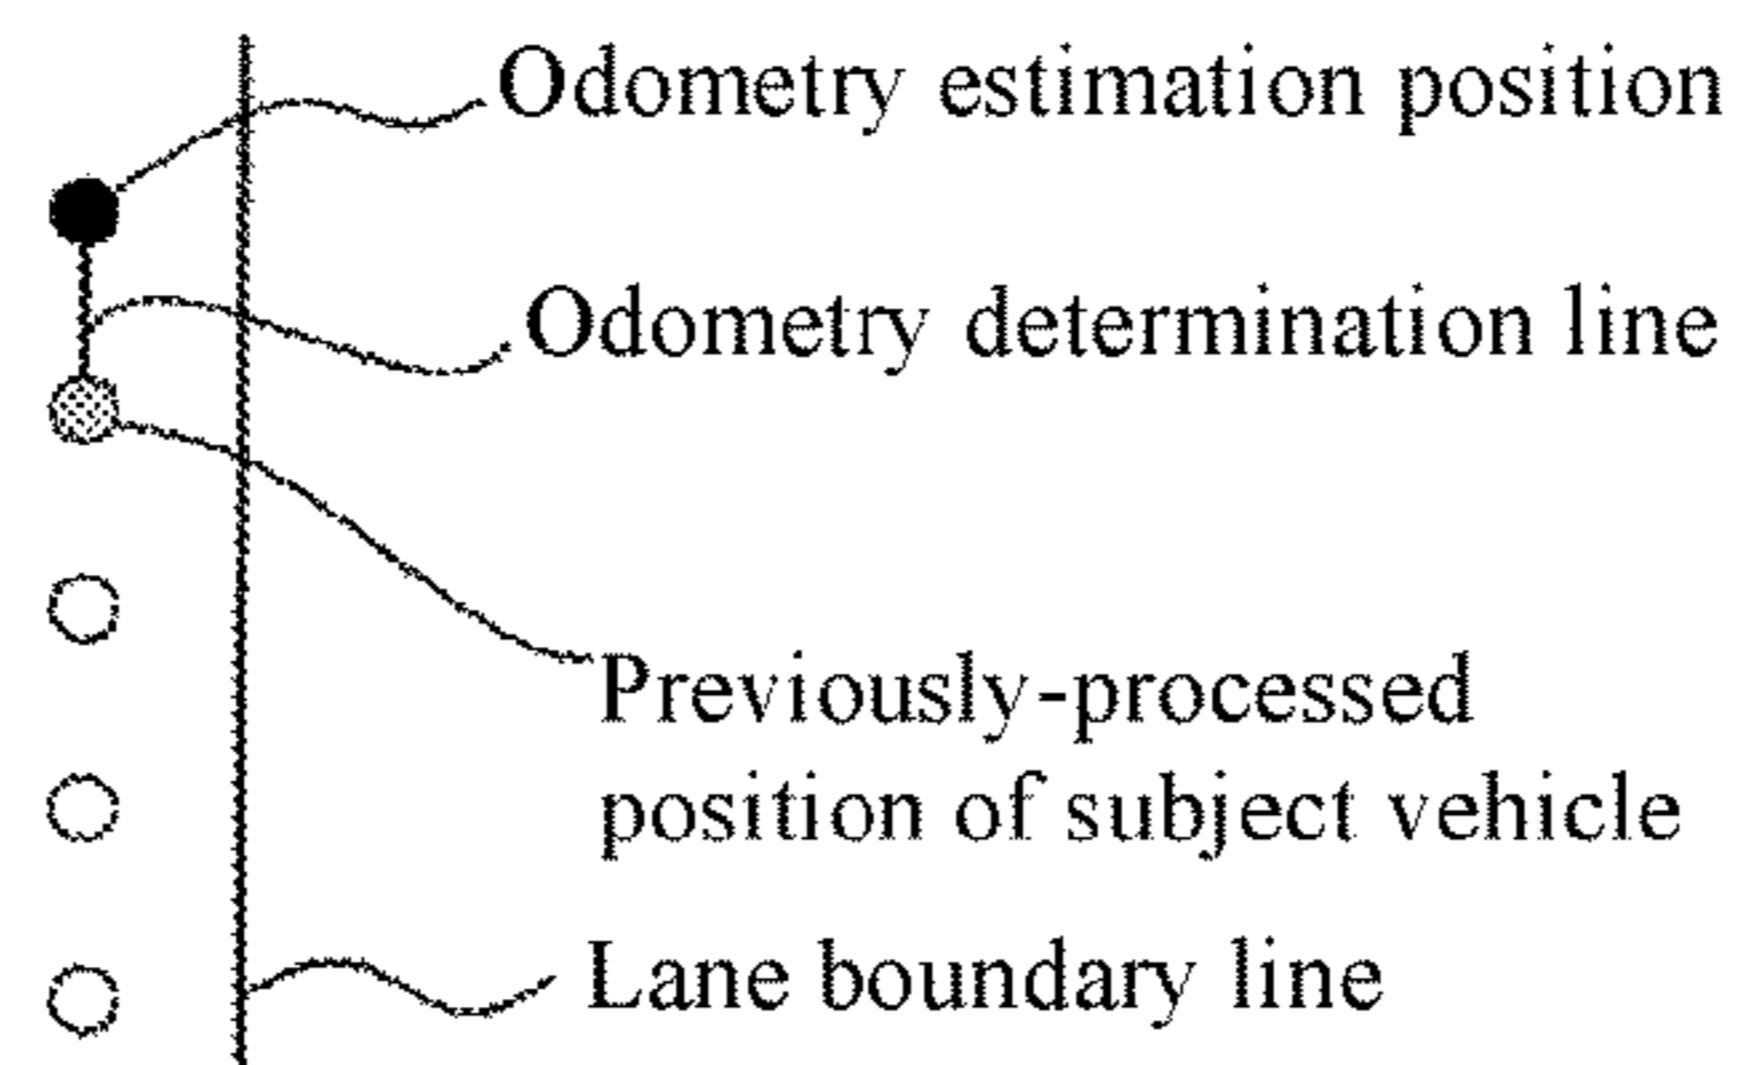 Odometry estimation position
Odometry determination line
Previously-processed
position of subject vehicle
Lane boundary line